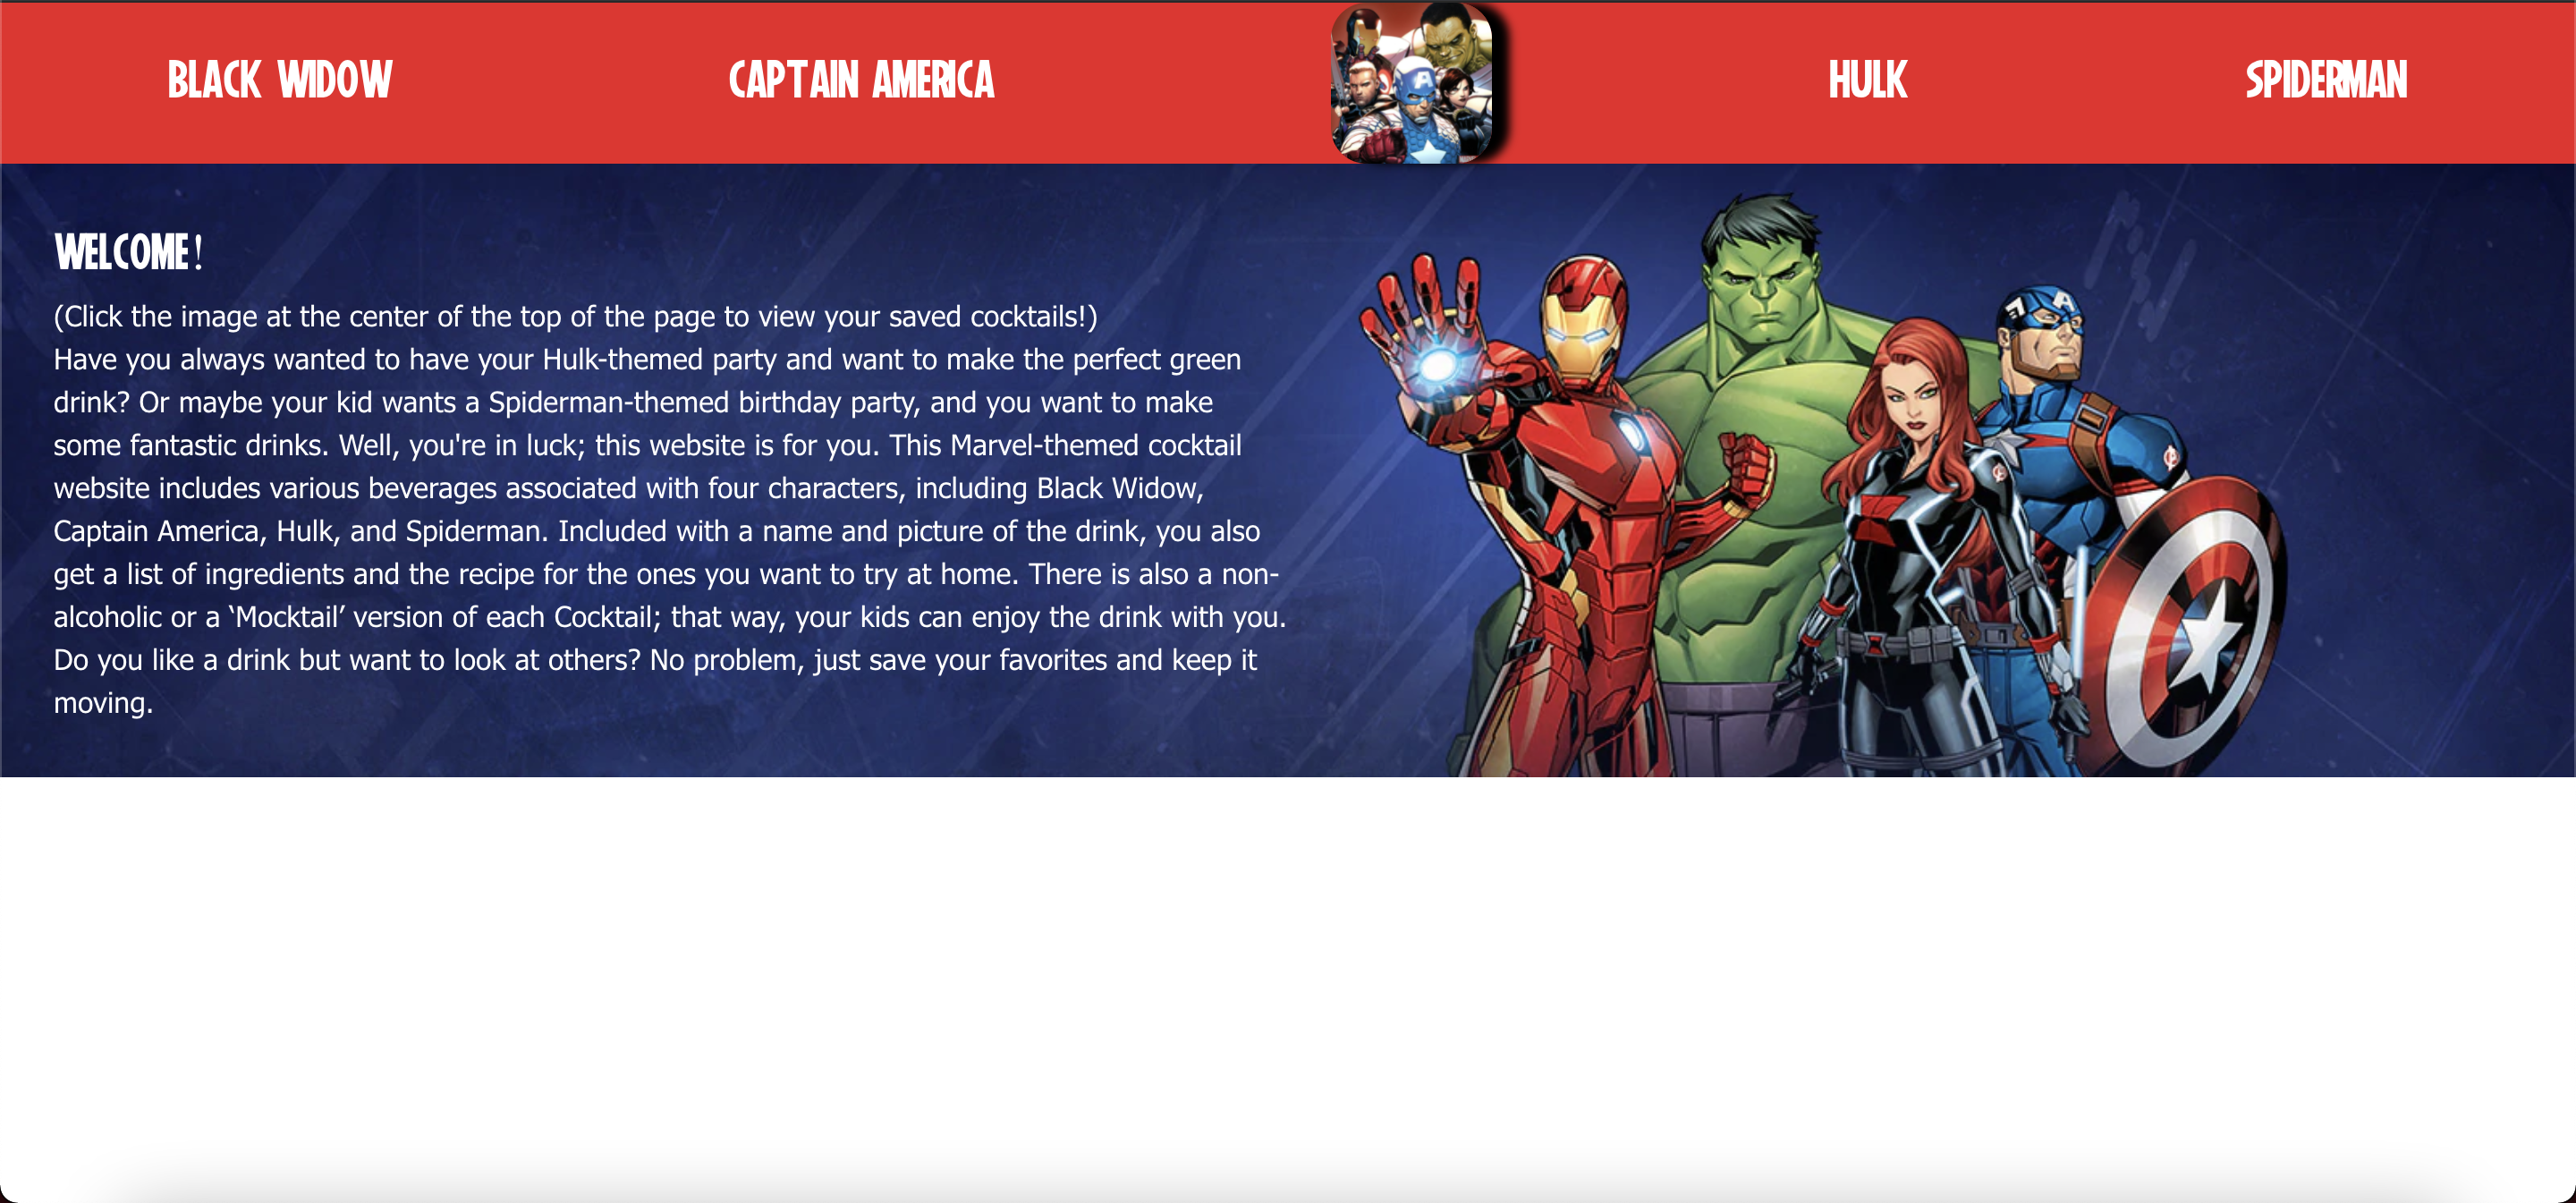 BLACK WIDOW CAPTAIN AMERICA HULK SPIDERMAN
WELCOME!
(Click the image at the center of the top of the page to view your saved cocktails!)
Have you always wanted to have your Hulk-themed party and want to make the perfect green
drink? Or maybe your kid wants a Spiderman-themed birthday party, and you want to make
some fantastic drinks. Well, you're in luck; this website is for you. This Marvel-themed cocktail
website includes various beverages associated with four characters, including Black Widow,
Captain America, Hulk, and Spiderman. Included with a name and picture of the drink, you also
get a list of ingredients and the recipe for the ones you want to try at home. There is also a non-
alcoholic or a ‘Mocktail’ version of each Cocktail; that way, your kids can enjoy the drink with you.
Do you like a drink but want to look at others? No problem, just save your favorites and keep it
moving.